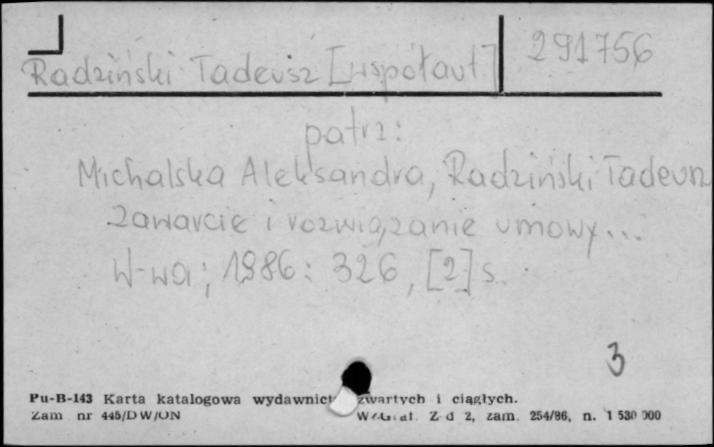 Radziński Tadeusz [współaut]
291756
patrz:
Michalska Aleksandra, Radziński Tadeusz
Zawarcie i rozwiązanie umowy...
W-wa; 1986: 326, [2] s.
3
Pu-B-143 Karta katalogowa wydawnict zwartych i ciągłych.
Zam nr 445/DW/ON Z-d 2, zam. 254/86, n. 1 530 000